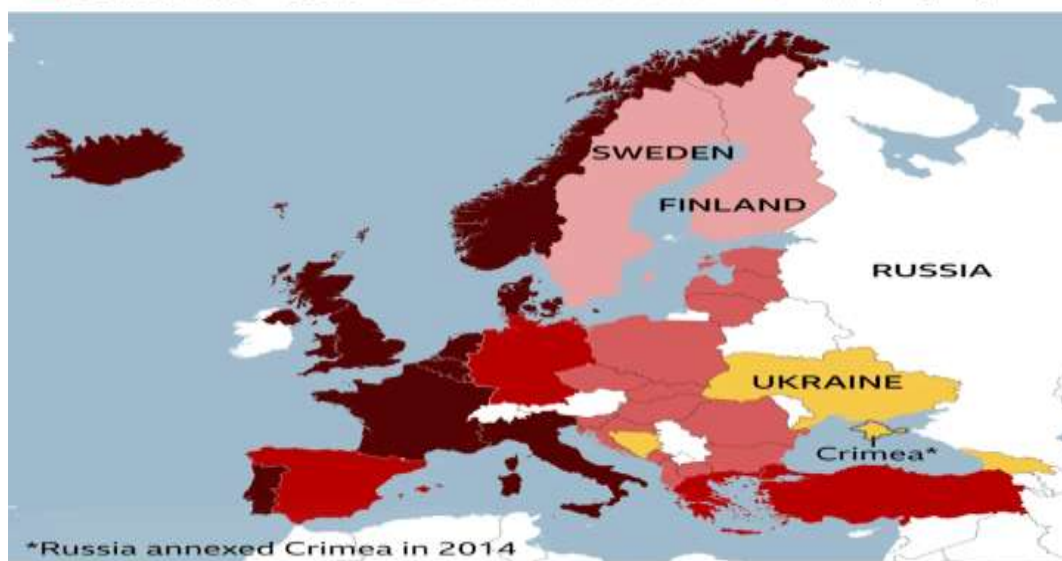 SWEDEN
FINLAND
RUSSIA
UKRAINE
Crimea*
*Russia annexed Crimea in 2014